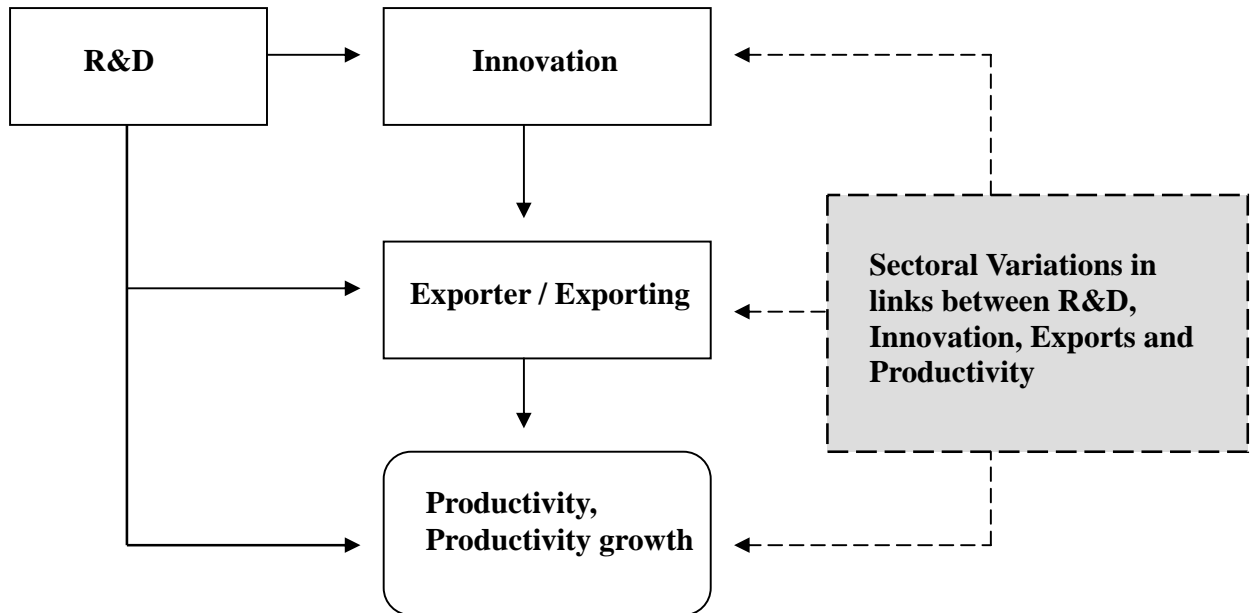 R&D
Innovation
Exporter / Exporting
Sectoral Variations in
links between R&D,
Innovation, Exports and
Productivity
Productivity,
Productivity growth